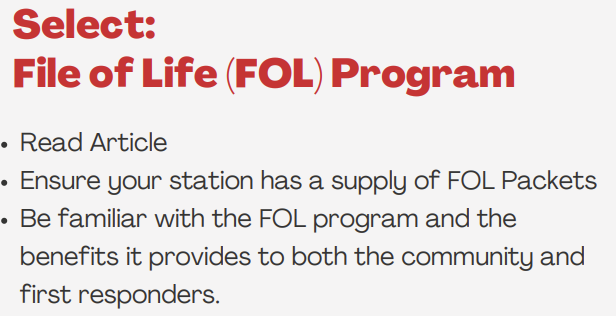 Select:
File of Life (FOL) Program
• Read Article
• Ensure your station has a supply of FOL Packets
• Be familiar with the FOL program and the
benefits it provides to both the community and
first responders.